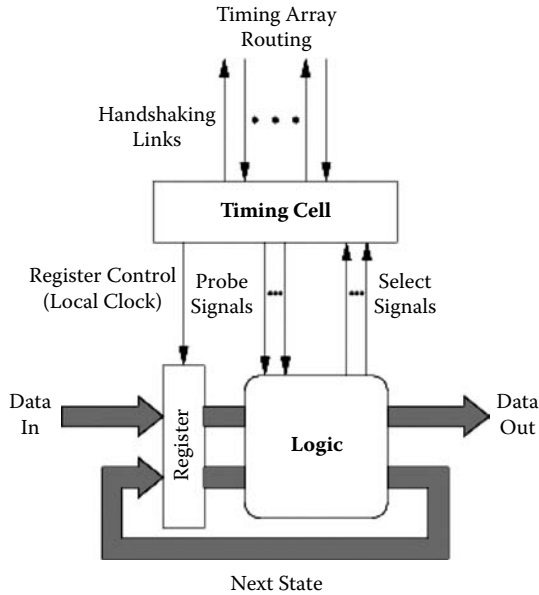 Timing Array
Routing
Handshaking
Links
Timing Cell
Register Control
(Local Clock)
Probe
Signals
Select
Signals
Data
In
Register
Logic
Data
Out
Next State